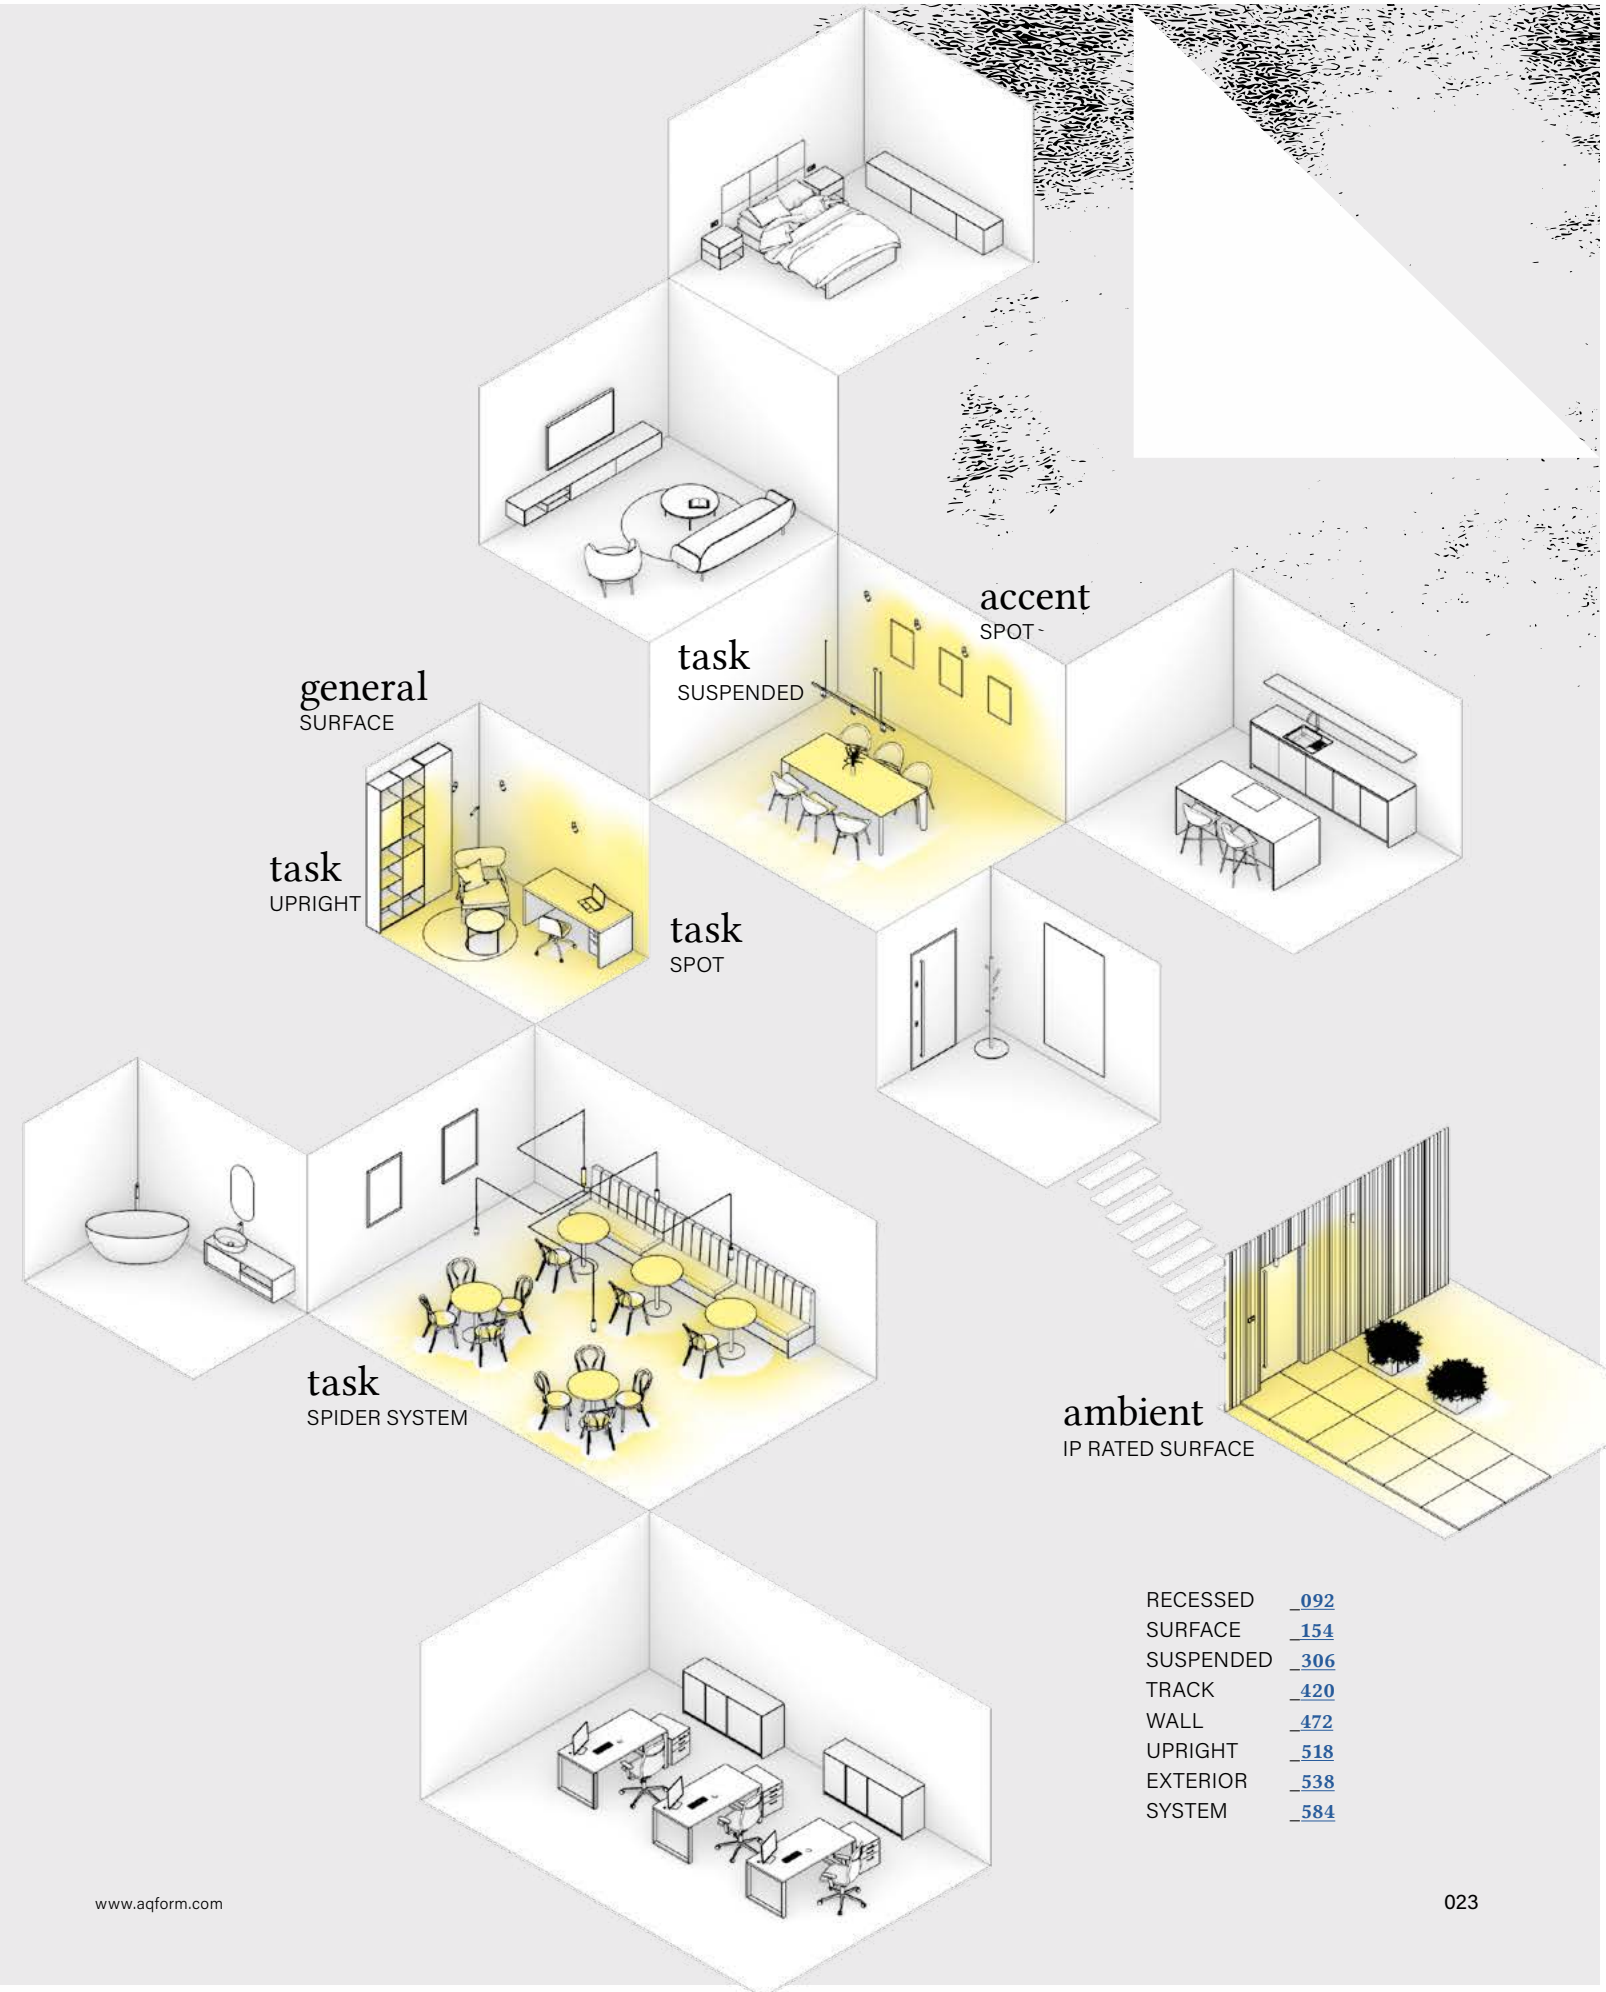 accent
SPOT
task
SUSPENDED
general
SURFACE
task
UPRIGHT
task
SPOT
task
SPIDER SYSTEM
ambient
IP RATED SURFACE
RECESSED _092
SURFACE _154
SUSPENDED _306
TRACK _420
WALL _472
UPRIGHT _518
EXTERIOR _538
SYSTEM _584
www.aqform.com
023